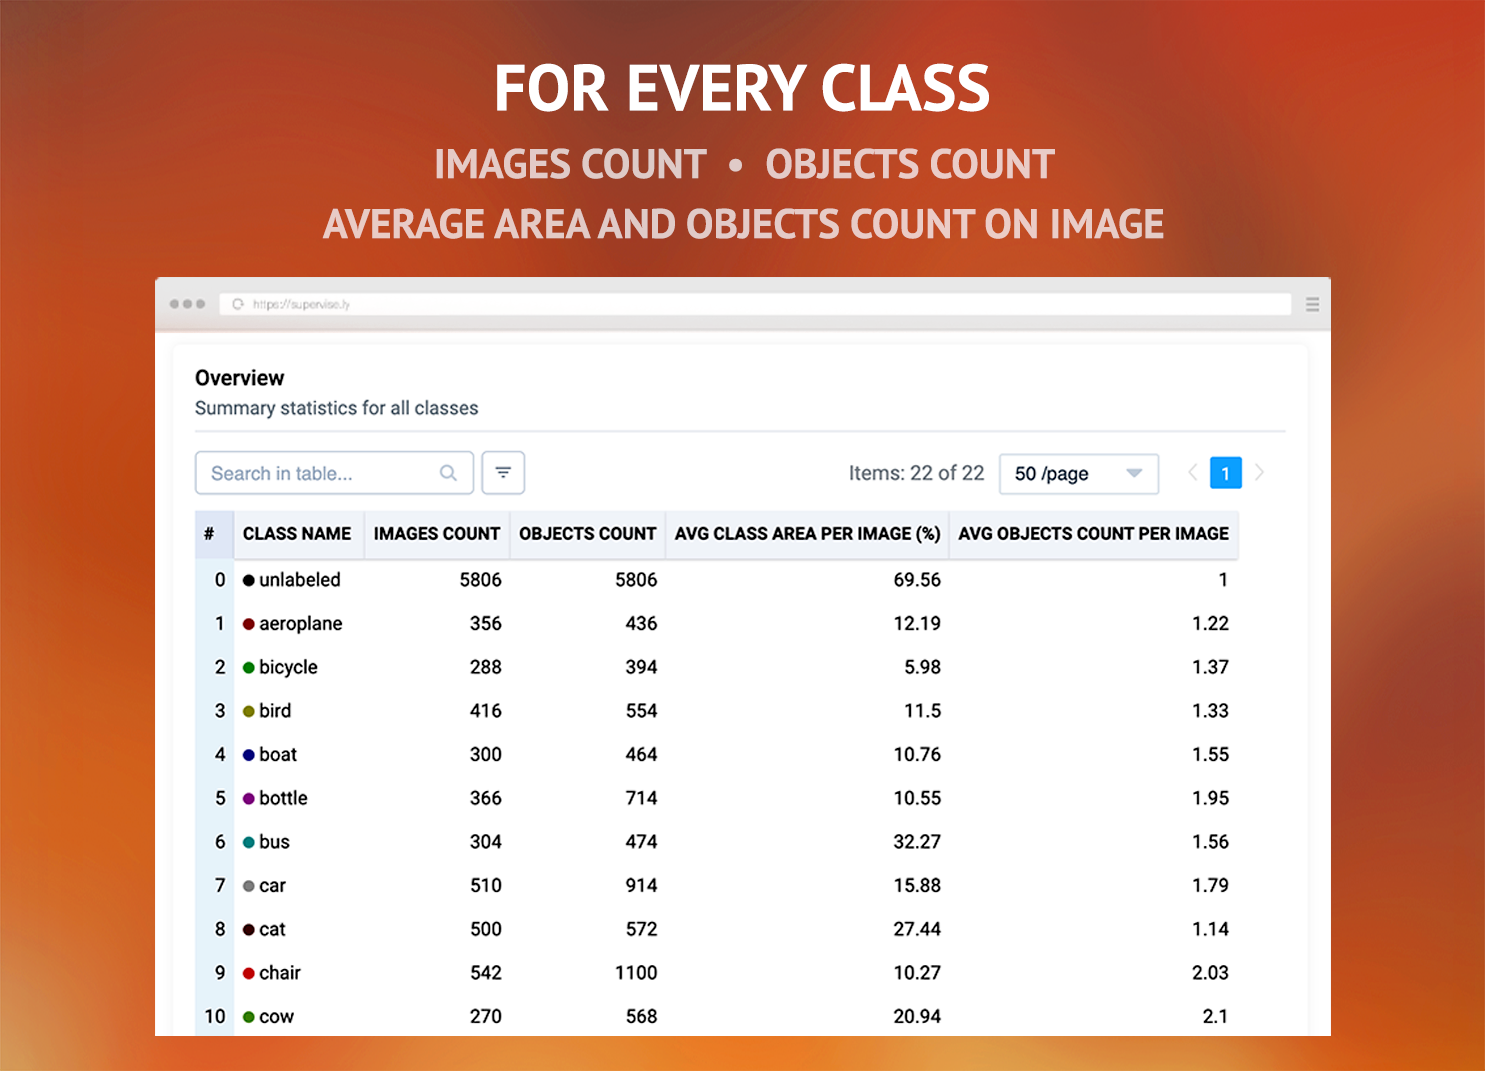 FOR EVERY CLASS
IMAGES COUNT • OBJECTS COUNT
AVERAGE AREA AND OBJECTS COUNT ON IMAGE
https://supervise.ly
Overview
Summary statistics for all classes
Search in table... Items: 22 of 22 50 /page 1
# CLASS NAME IMAGES COUNT OBJECTS COUNT AVG CLASS AREA PER IMAGE (%) AVG OBJECTS COUNT PER IMAGE
0 unlabeled 5806 5806 69.56 1
1 aeroplane 356 436 12.19 1.22
2 bicycle 288 394 5.98 1.37
3 bird 416 554 11.5 1.33
4 boat 300 464 10.76 1.55
5 bottle 366 714 10.55 1.95
6 bus 304 474 32.27 1.56
7 car 510 914 15.88 1.79
8 cat 500 572 27.44 1.14
9 chair 542 1100 10.27 2.03
10 cow 270 568 20.94 2.1